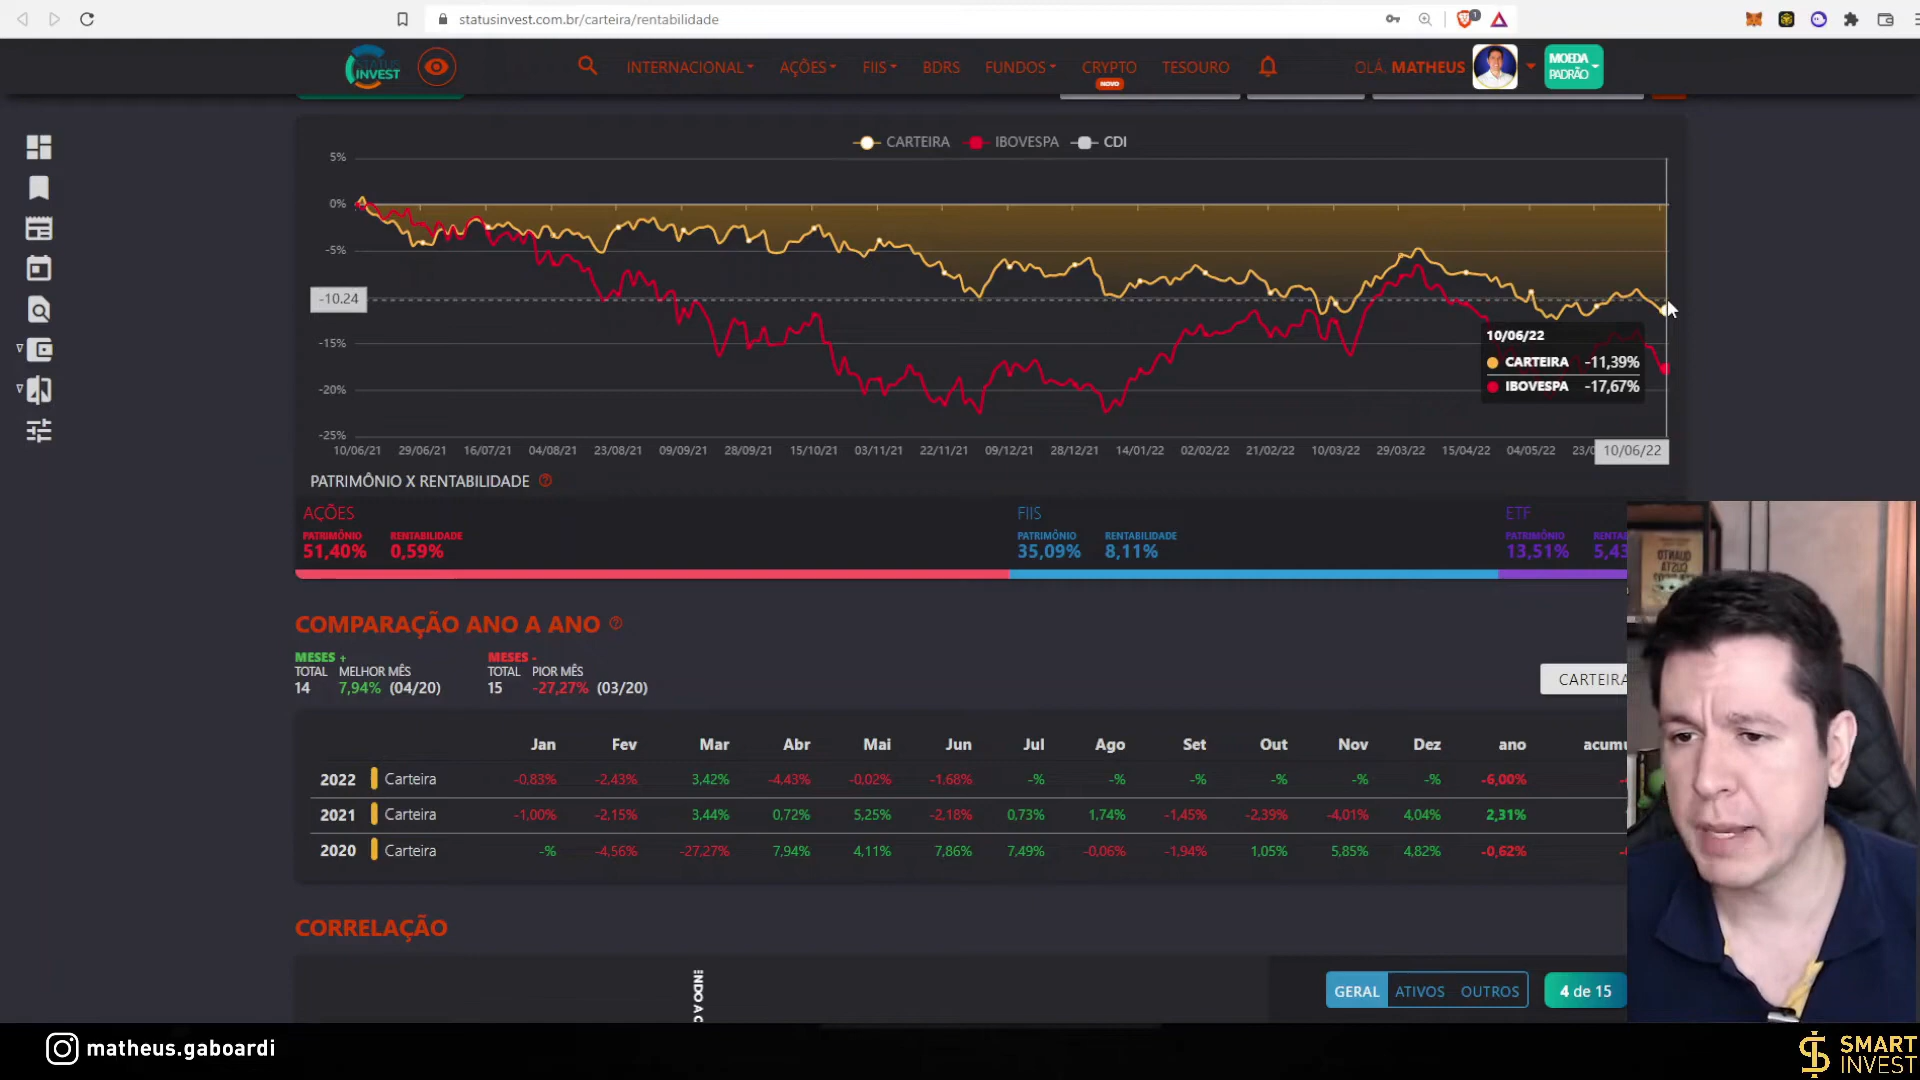 statusinvest.com.br/carteira/rentabilidade
1
STATUS INVEST
INTERNACIONAL
AÇÕES
FIIS
BDRS
FUNDOS
CRYPTO
NOVO
TESOURO
OLÁ, MATHEUS
MOEDA PADRÃO
CARTEIRA
IBOVESPA
CDI
5%
0%
-5%
-10.24
-15%
-20%
-25%
10/06/22
CARTEIRA -11,39%
IBOVESPA -17,67%
10/06/21 29/06/21 16/07/21 04/08/21 23/08/21 09/09/21 28/09/21 15/10/21 03/11/21 22/11/21 09/12/21 28/12/21 14/01/22 02/02/22 21/02/22 10/03/22 29/03/22 15/04/22 04/05/22 23/0 10/06/22
PATRIMÔNIO X RENTABILIDADE
AÇÕES
PATRIMÔNIO RENTABILIDADE
51,40% 0,59%
FIIS
PATRIMÔNIO RENTABILIDADE
35,09% 8,11%
ETF
PATRIMÔNIO RENTA
13,51% 5,43
COMPARAÇÃO ANO A ANO
MESES +
TOTAL MELHOR MÊS
14 7,94% (04/20)
MESES -
TOTAL PIOR MÊS
15 -27,27% (03/20)
CARTEIRA
Jan Fev Mar Abr Mai Jun Jul Ago Set Out Nov Dez ano acumu
2022 Carteira -0,83% -2,43% 3,42% -4,43% -0,02% -1,68% -% -% -% -% -% -% -6,00%
2021 Carteira -1,00% -2,15% 3,44% 0,72% 5,25% -2,18% 0,73% 1,74% -1,45% -2,39% -4,01% 4,04% 2,31%
2020 Carteira -% -4,56% -27,27% 7,94% 4,11% 7,86% 7,49% -0,06% -1,94% 1,05% 5,85% 4,82% -0,62%
CORRELAÇÃO
GERAL ATIVOS OUTROS
4 de 15
QUANTO CUSTA
matheus.gaboardi
SMART
INVEST